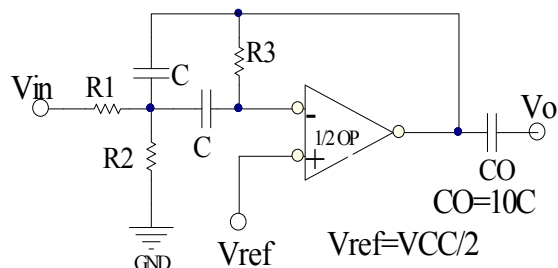 R3
C
Vin
R1
Vo
C
1/2 OP
R2
CO
CO=10C
Vref
Vref=VCC/2
GND